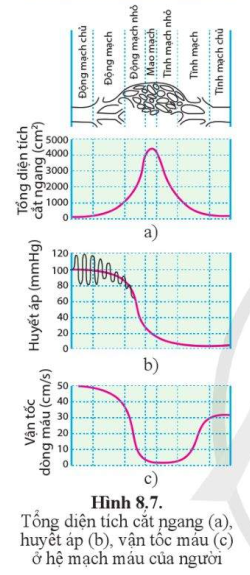 Động mạch chủ
Động mạch
Động mạch nhỏ
Mao mạch
Tĩnh mạch nhỏ
Tĩnh mạch
Tĩnh mạch chủ
Tổng diện tích
cắt ngang (cm²)
5000
4000
3000
2000
1000
0
a)
Huyết áp (mmHg)
120
100
80
60
40
20
0
b)
Vận tốc
dòng máu (cm/s)
50
40
30
20
10
0
c)
Hình 8.7.
Tổng diện tích cắt ngang (a),
huyết áp (b), vận tốc máu (c)
ở hệ mạch máu của người